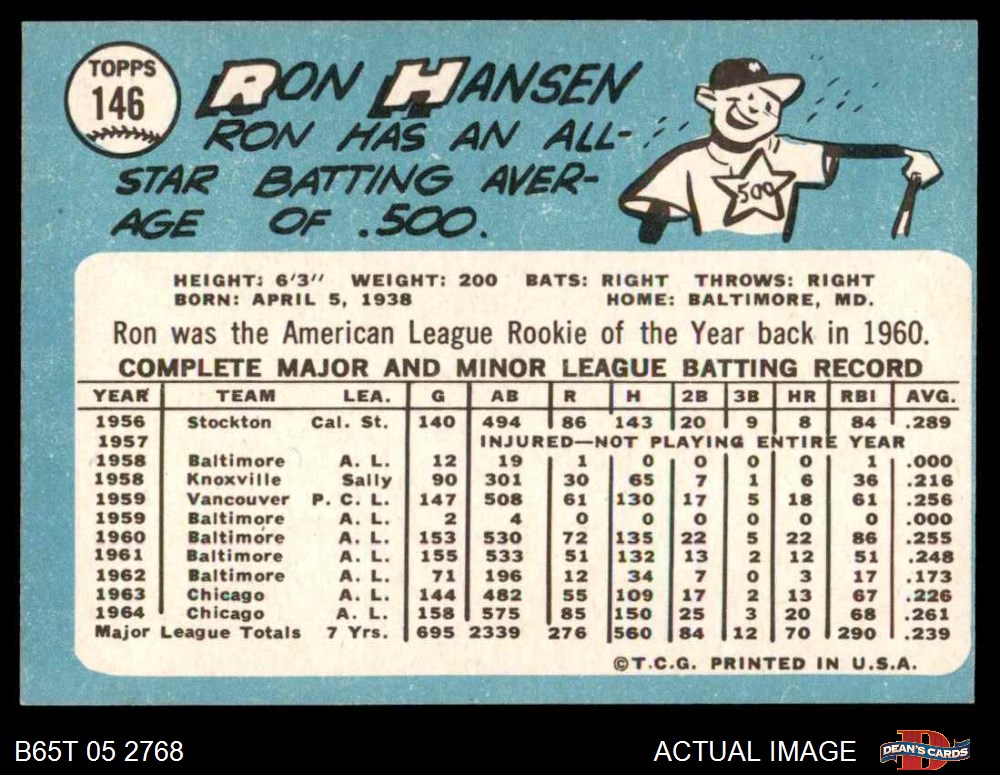 TOPPS
146
RON HANSEN
RON HAS AN ALL-
STAR BATTING AVER-
AGE OF .500.
500
HEIGHT: 6'3" WEIGHT: 200 BATS: RIGHT THROWS: RIGHT
BORN: APRIL 5, 1938 HOME: BALTIMORE, MD.
Ron was the American League Rookie of the Year back in 1960.
COMPLETE MAJOR AND MINOR LEAGUE BATTING RECORD
YEAR TEAM LEA. G AB R H 2B 3B HR RBI AVG.
1956 Stockton Cal. St. 140 494 86 143 20 9 8 84 .289
1957 INJURED—NOT PLAYING ENTIRE YEAR
1958 Baltimore A. L. 12 19 1 0 0 0 0 1 .000
1958 Knoxville Sally 90 301 30 65 7 1 6 36 .216
1959 Vancouver P. C. L. 147 508 61 130 17 5 18 61 .256
1959 Baltimore A. L. 2 4 0 0 0 0 0 0 .000
1960 Baltimore A. L. 153 530 72 135 22 5 22 86 .255
1961 Baltimore A. L. 155 533 51 132 13 2 12 51 .248
1962 Baltimore A. L. 71 196 12 34 7 0 3 17 .173
1963 Chicago A. L. 144 482 55 109 17 2 13 67 .226
1964 Chicago A. L. 158 575 85 150 25 3 20 68 .261
Major League Totals 7 Yrs. 695 2339 276 560 84 12 70 290 .239
©T.C.G. PRINTED IN U.S.A.
B65T 05 2768 ACTUAL IMAGE DEAN'S CARDS